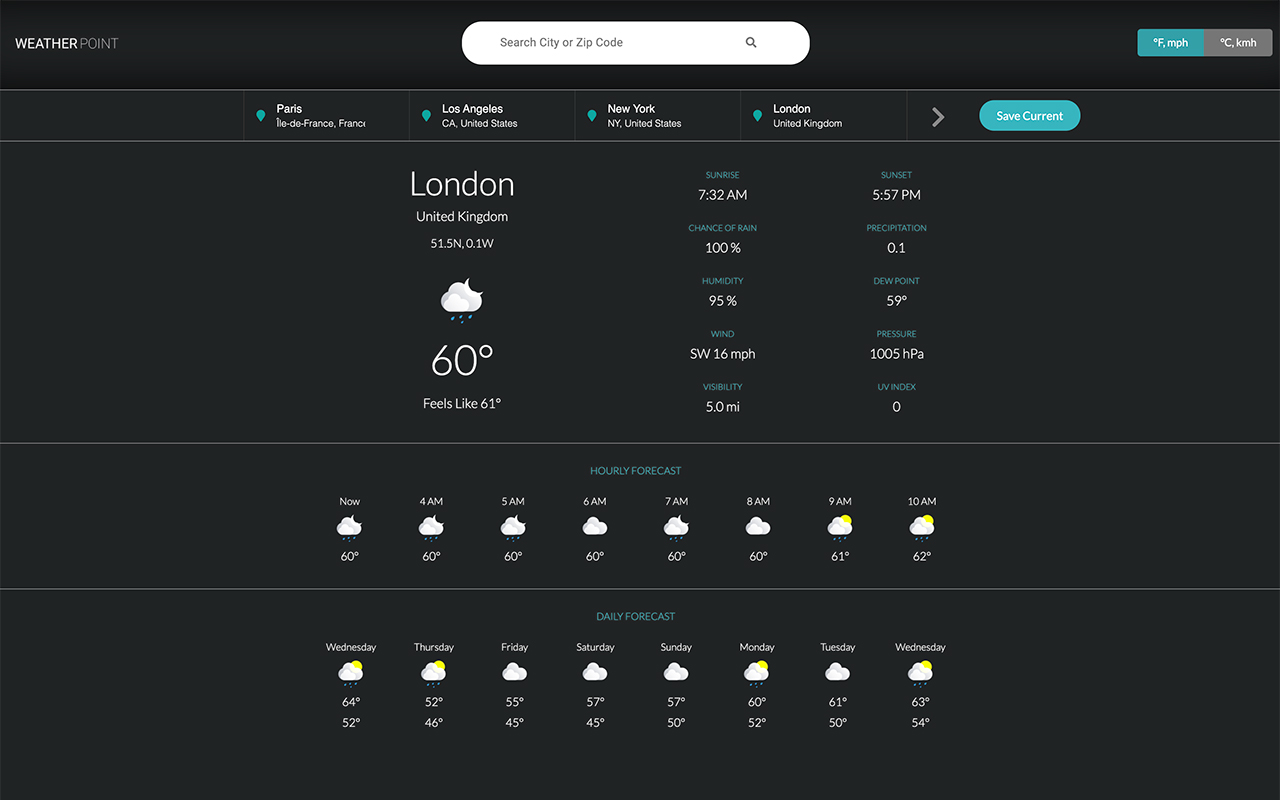 WEATHER POINT
Search City or Zip Code
°F, mph
°C, kmh
Paris
Île-de-France, France
Los Angeles
CA, United States
New York
NY, United States
London
United Kingdom
Save Current
London
United Kingdom
51.5N, 0.1W
60°
Feels Like 61°
SUNRISE
7:32 AM
SUNSET
5:57 PM
CHANCE OF RAIN
100 %
PRECIPITATION
0.1
HUMIDITY
95 %
DEW POINT
59°
WIND
SW 16 mph
PRESSURE
1005 hPa
VISIBILITY
5.0 mi
UV INDEX
0
HOURLY FORECAST
Now 4 AM 5 AM 6 AM 7 AM 8 AM 9 AM 10 AM
60° 60° 60° 60° 60° 60° 61° 62°
DAILY FORECAST
Wednesday Thursday Friday Saturday Sunday Monday Tuesday Wednesday
64° 52° 55° 57° 57° 60° 61° 63°
52° 46° 45° 45° 50° 52° 50° 54°